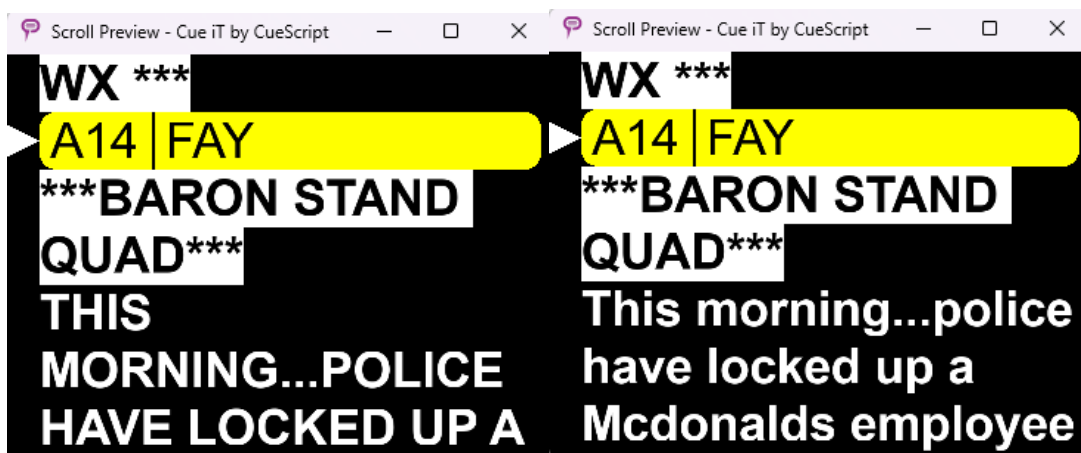 Scroll Preview - Cue iT by CueScript
WX ***
A14 FAY
***BARON STAND
QUAD***
THIS
MORNING...POLICE
HAVE LOCKED UP A
Scroll Preview - Cue iT by CueScript
WX ***
A14 FAY
***BARON STAND
QUAD***
This morning...police
have locked up a
Mcdonalds employee